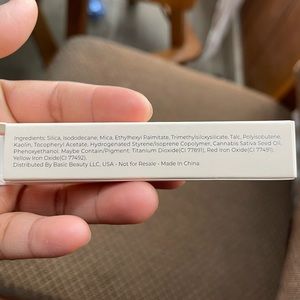 Ingredients: Silica, Isododecane, Mica, Ethylhexyl Palmitate, Trimethylsiloxysilicate, Talc, Polyisobutene,
Kaolin, Tocopheryl Acetate, Hydrogenated Styrene/Isoprene Copolymer, Cannabis Sativa Seed Oil,
Phenoxyethanol; Maybe Contain/Pigment: Titanium Dioxide(CI 77891), Red Iron Oxide(CI 77491),
Yellow Iron Oxide(CI 77492).
Distributed By Basic Beauty LLC, USA - Not for Resale - Made In China